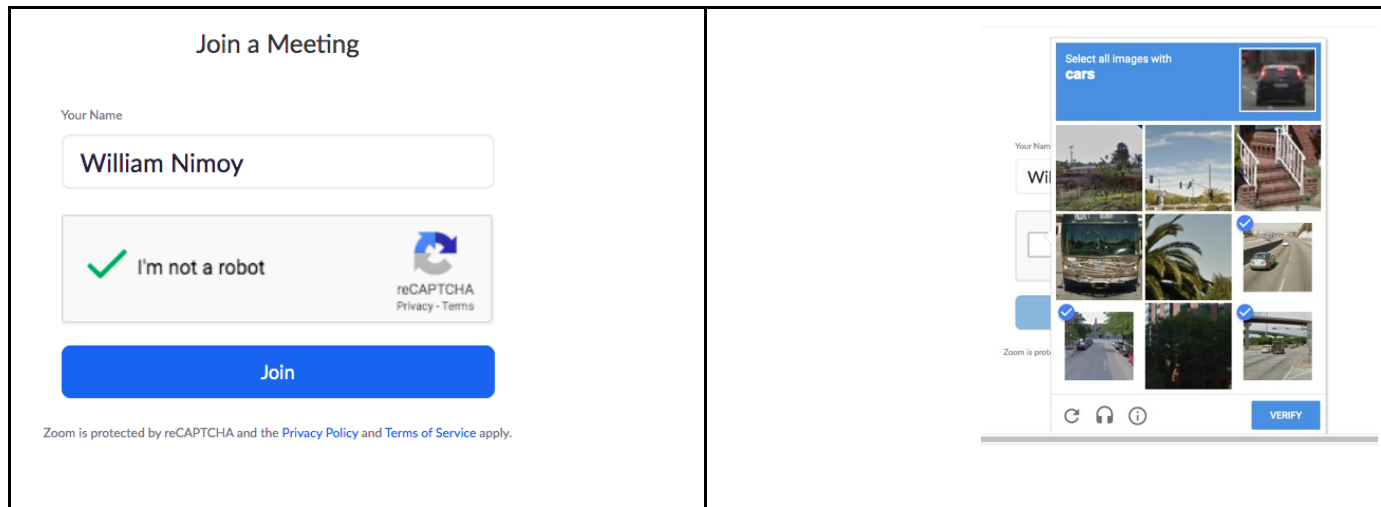 Join a Meeting
Your Name
William Nimoy
I'm not a robot
reCAPTCHA
Privacy - Terms
Join
Zoom is protected by reCAPTCHA and the Privacy Policy and Terms of Service apply.
Select all images with
cars
Your Nam
Wil
Zoom is prote
VERIFY